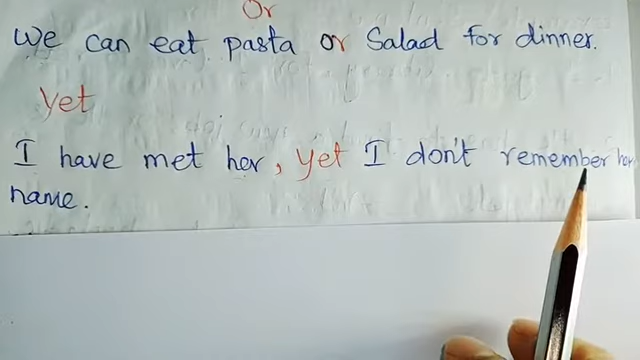 Or
We can eat pasta or Salad for dinner.
Yet
I have met her, yet I don't remember her
name.